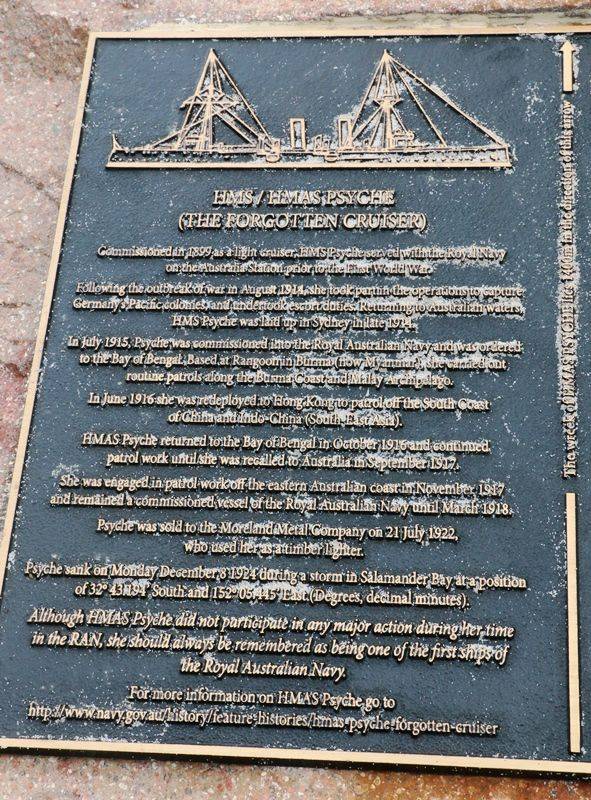 HMS / HMAS PSYCHE
(THE FORGOTTEN CRUISER)
Commissioned in 1899 as a light cruiser, HMS Psyche served with the Royal Navy
on the Australia Station prior to the First World War.
Following the outbreak of war in August 1914, she took part in the operations to capture
Germany's Pacific colonies and undertook escort duties. Returning to Australian waters,
HMS Psyche was laid up in Sydney in late 1914.
In July 1915, Psyche was commissioned into the Royal Australian Navy and was ordered
to the Bay of Bengal. Based at Rangoon in Burma (now Myanmar), she carried out
routine patrols along the Burma Coast and Malay Archipelago.
In June 1916 she was redeployed to Hong Kong to patrol off the South Coast
of China and Indo-China (South East Asia).
HMAS Psyche returned to the Bay of Bengal in October 1916 and continued
patrol work until she was recalled to Australia in September 1917.
She was engaged in patrol work off the eastern Australian coast in November 1917
and remained a commissioned vessel of the Royal Australian Navy until March 1918.
Psyche was sold to the Moreland Metal Company on 21 July 1922,
who used her as a timber lighter.
Psyche sank on Monday December 8 1924 during a storm in Salamander Bay at a position
of 32° 43.194' South and 152° 05.445' East (Degrees, decimal minutes).
Although HMAS Psyche did not participate in any major action during her time
in the RAN, she should always be remembered as being one of the first ships of
the Royal Australian Navy.
For more information on HMAS Psyche go to
http://www.navy.gov.au/history/feature-histories/hmas-psyche-forgotten-cruiser
The wreck of HMAS PSYCHE lies in the direction of this arrow